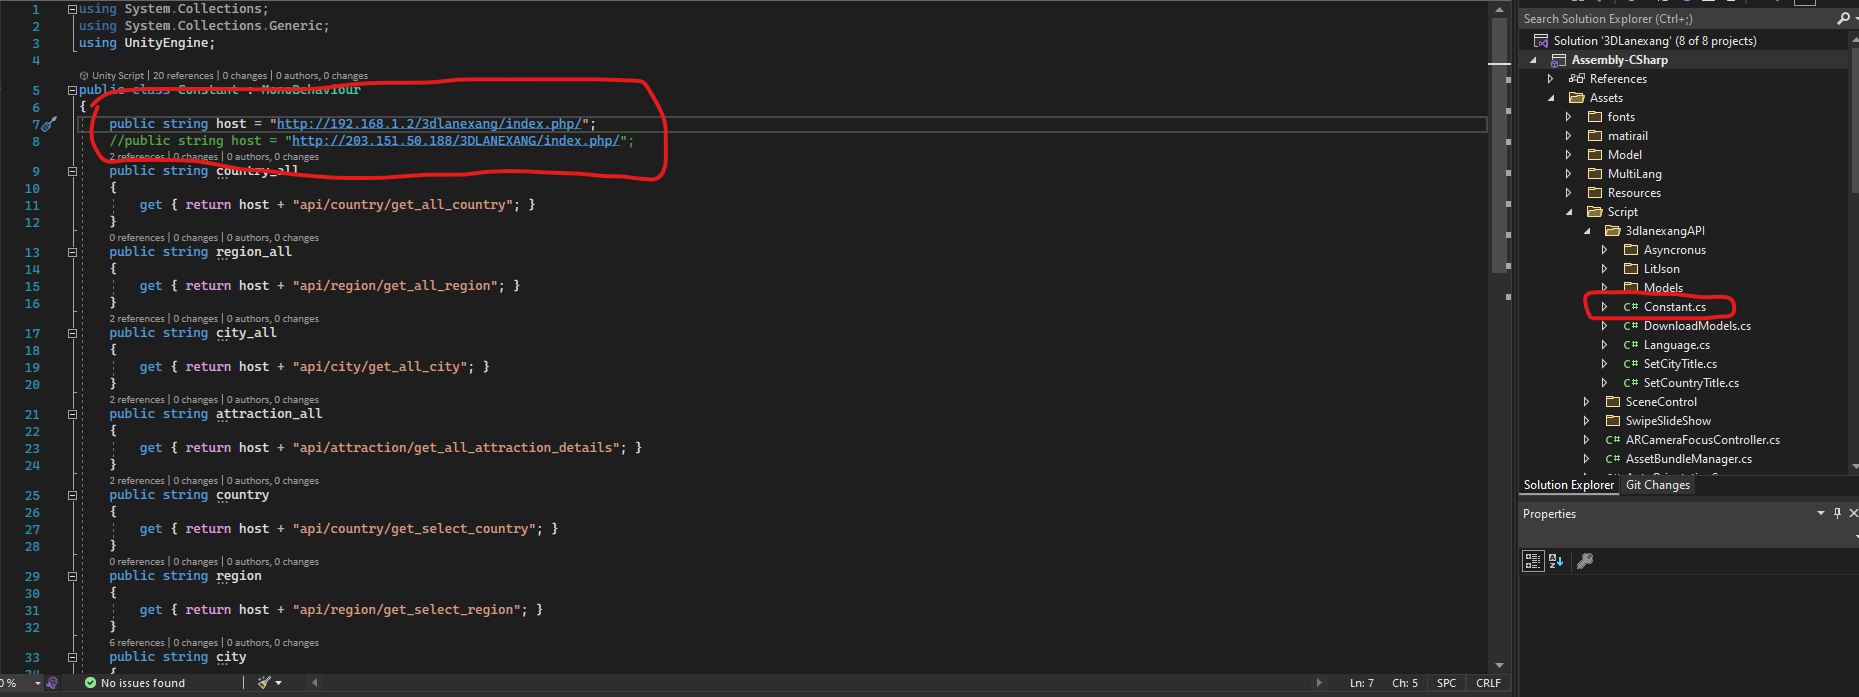 1 using System.Collections;
2 using System.Collections.Generic;
3 using UnityEngine;
4
Unity Script | 20 references | 0 changes | 0 authors, 0 changes
5 public class Constant : MonoBehaviour
6 {
7 public string host = "http://192.168.1.2/3dlanexang/index.php/";
8 //public string host = "http://203.151.50.188/3DLANEXANG/index.php/";
2 references | 0 changes | 0 authors, 0 changes
9 public string country_all
10 {
11 get { return host + "api/country/get_all_country"; }
12 }
0 references | 0 changes | 0 authors, 0 changes
13 public string region_all
14 {
15 get { return host + "api/region/get_all_region"; }
16 }
2 references | 0 changes | 0 authors, 0 changes
17 public string city_all
18 {
19 get { return host + "api/city/get_all_city"; }
20 }
2 references | 0 changes | 0 authors, 0 changes
21 public string attraction_all
22 {
23 get { return host + "api/attraction/get_all_attraction_details"; }
24 }
2 references | 0 changes | 0 authors, 0 changes
25 public string country
26 {
27 get { return host + "api/country/get_select_country"; }
28 }
0 references | 0 changes | 0 authors, 0 changes
29 public string region
30 {
31 get { return host + "api/region/get_select_region"; }
32 }
6 references | 0 changes | 0 authors, 0 changes
33 public string city
{
0 %
No issues found
Ln: 7 Ch: 5 SPC CRLF
Search Solution Explorer (Ctrl+;)
Solution '3DLanexang' (8 of 8 projects)
Assembly-CSharp
References
Assets
fonts
matirail
Model
MultiLang
Resources
Script
3dlanexangAPI
Asyncronus
LitJson
Models
C# Constant.cs
C# DownloadModels.cs
C# Language.cs
C# SetCityTitle.cs
C# SetCountryTitle.cs
SceneControl
SwipeSlideShow
C# ARCameraFocusController.cs
C# AssetBundleManager.cs
Solution Explorer Git Changes
Properties